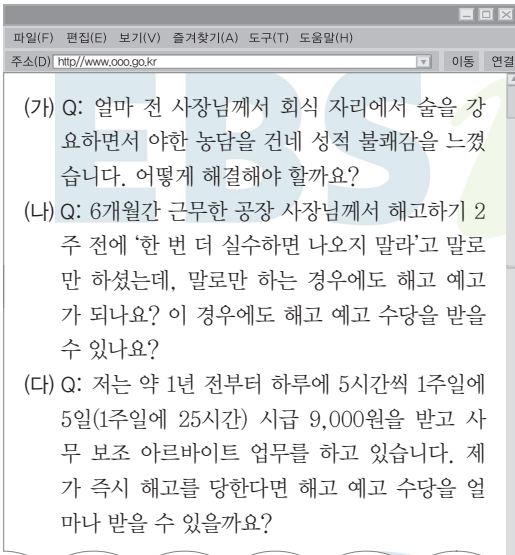 파일(F) 편집(E) 보기(V) 즐겨찾기(A) 도구(T) 도움말(H)
주소(D) http//www.ooo.go.kr 이동 연결
(가) Q: 얼마 전 사장님께서 회식 자리에서 술을 강
요하면서 야한 농담을 건네 성적 불쾌감을 느꼈
습니다. 어떻게 해결해야 할까요?
(나) Q: 6개월간 근무한 공장 사장님께서 해고하기 2
주 전에 ‘한 번 더 실수하면 나오지 말라’고 말로
만 하셨는데, 말로만 하는 경우에도 해고 예고
가 되나요? 이 경우에도 해고 예고 수당을 받을
수 있나요?
(다) Q: 저는 약 1년 전부터 하루에 5시간씩 1주일에
5일(1주일에 25시간) 시급 9,000원을 받고 사
무 보조 아르바이트 업무를 하고 있습니다. 제
가 즉시 해고를 당한다면 해고 예고 수당을 얼
마나 받을 수 있을까요?
EBS